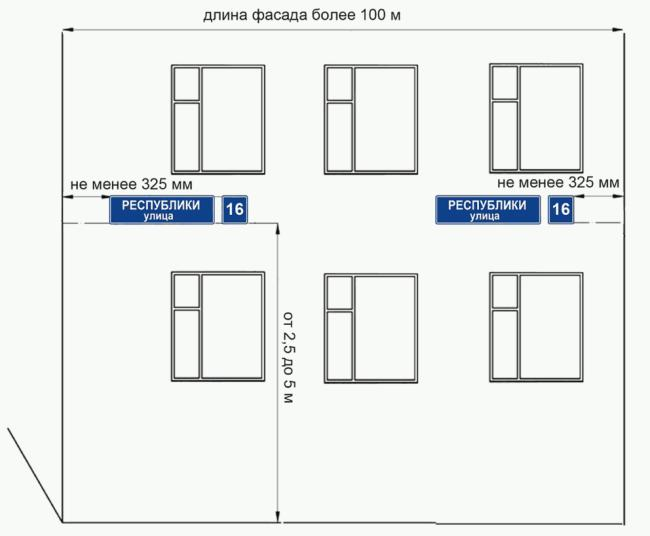 длина фасада более 100 м
не менее 325 мм
не менее 325 мм
РЕСПУБЛИКИ
улица
16
РЕСПУБЛИКИ
улица
16
от 2,5 до 5 м